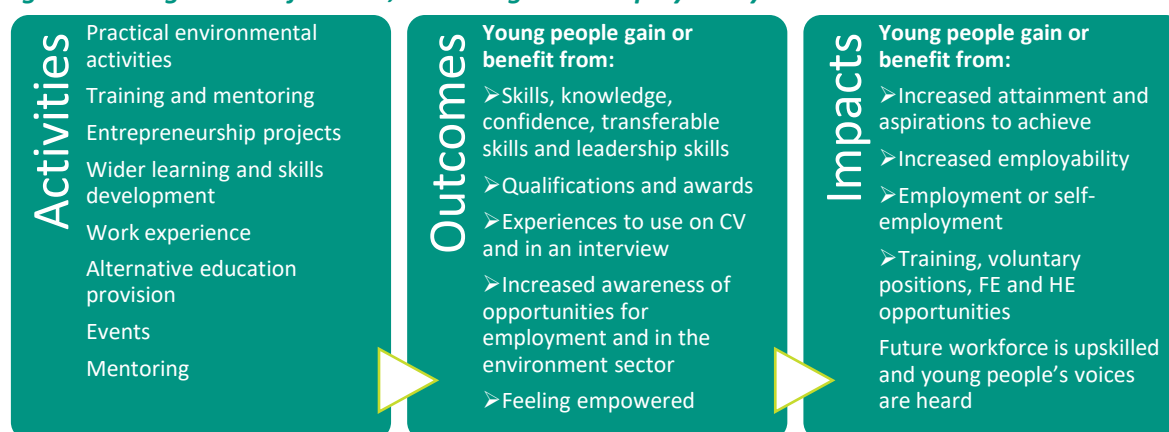 Activities
Practical environmental
activities
Training and mentoring
Entrepreneurship projects
Wider learning and skills
development
Work experience
Alternative education
provision
Events
Mentoring
Outcomes
Young people gain or
benefit from:
➢Skills, knowledge,
confidence, transferable
skills and leadership skills
➢Qualifications and awards
➢Experiences to use on CV
and in an interview
➢Increased awareness of
opportunities for
employment and in the
environment sector
➢Feeling empowered
Impacts
Young people gain or
benefit from:
➢Increased attainment and
aspirations to achieve
➢Increased employability
➢Employment or self-
employment
➢Training, voluntary
positions, FE and HE
opportunities
Future workforce is upskilled
and young people's voices
are heard